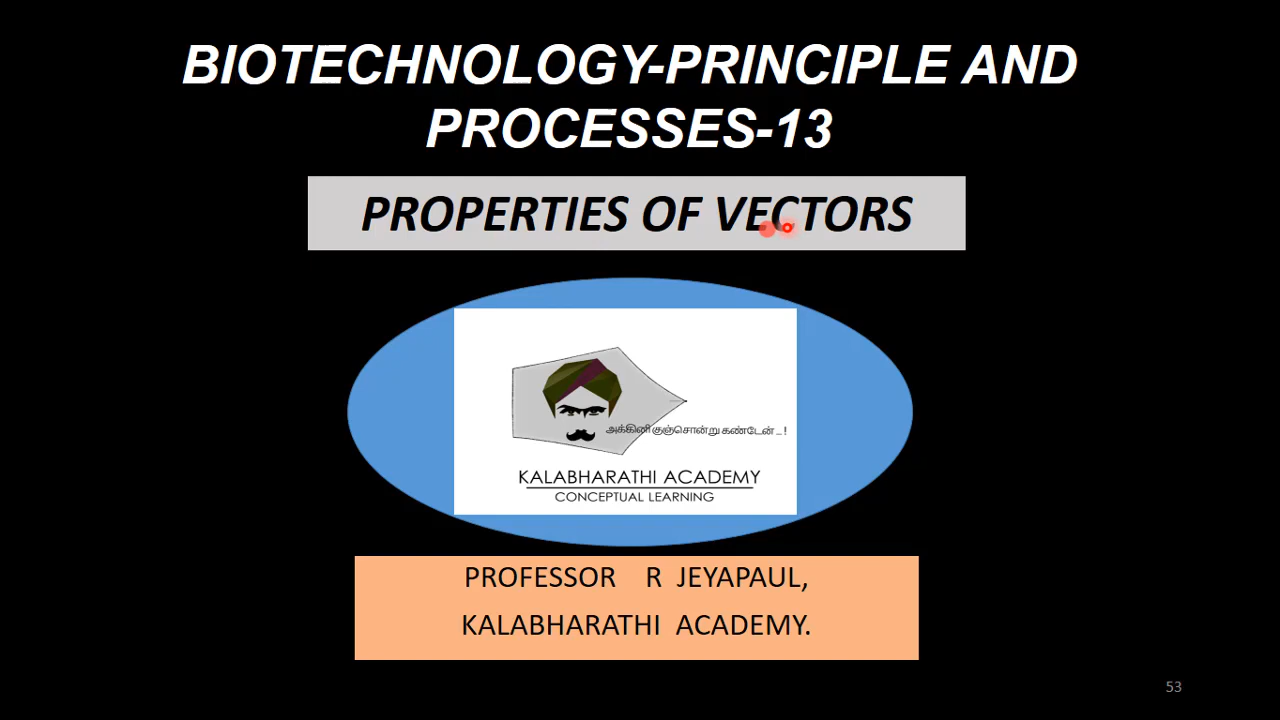 BIOTECHNOLOGY-PRINCIPLE AND
PROCESSES-13
PROPERTIES OF VECTORS
அக்கினி குஞ்சொன்று கண்டேன் ...!
KALABHARATHI ACADEMY
CONCEPTUAL LEARNING
PROFESSOR R JEYAPAUL,
KALABHARATHI ACADEMY.
53